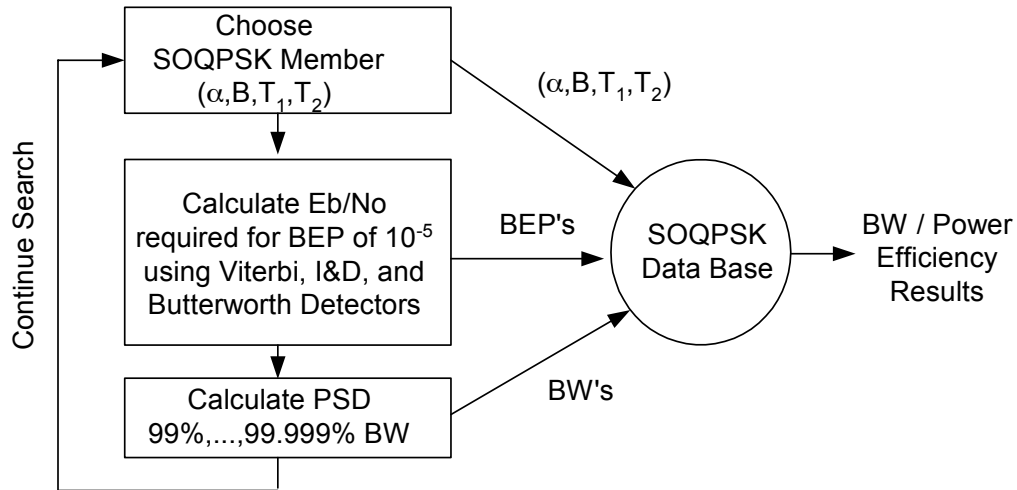 Choose
SOQPSK Member
(α,B,T₁,T₂)
Calculate Eb/No
required for BEP of 10⁻⁵
using Viterbi, I&D, and
Butterworth Detectors
Calculate PSD
99%,...,99.999% BW
Continue Search
(α,B,T₁,T₂)
BEP's
BW's
SOQPSK
Data Base
BW / Power
Efficiency
Results